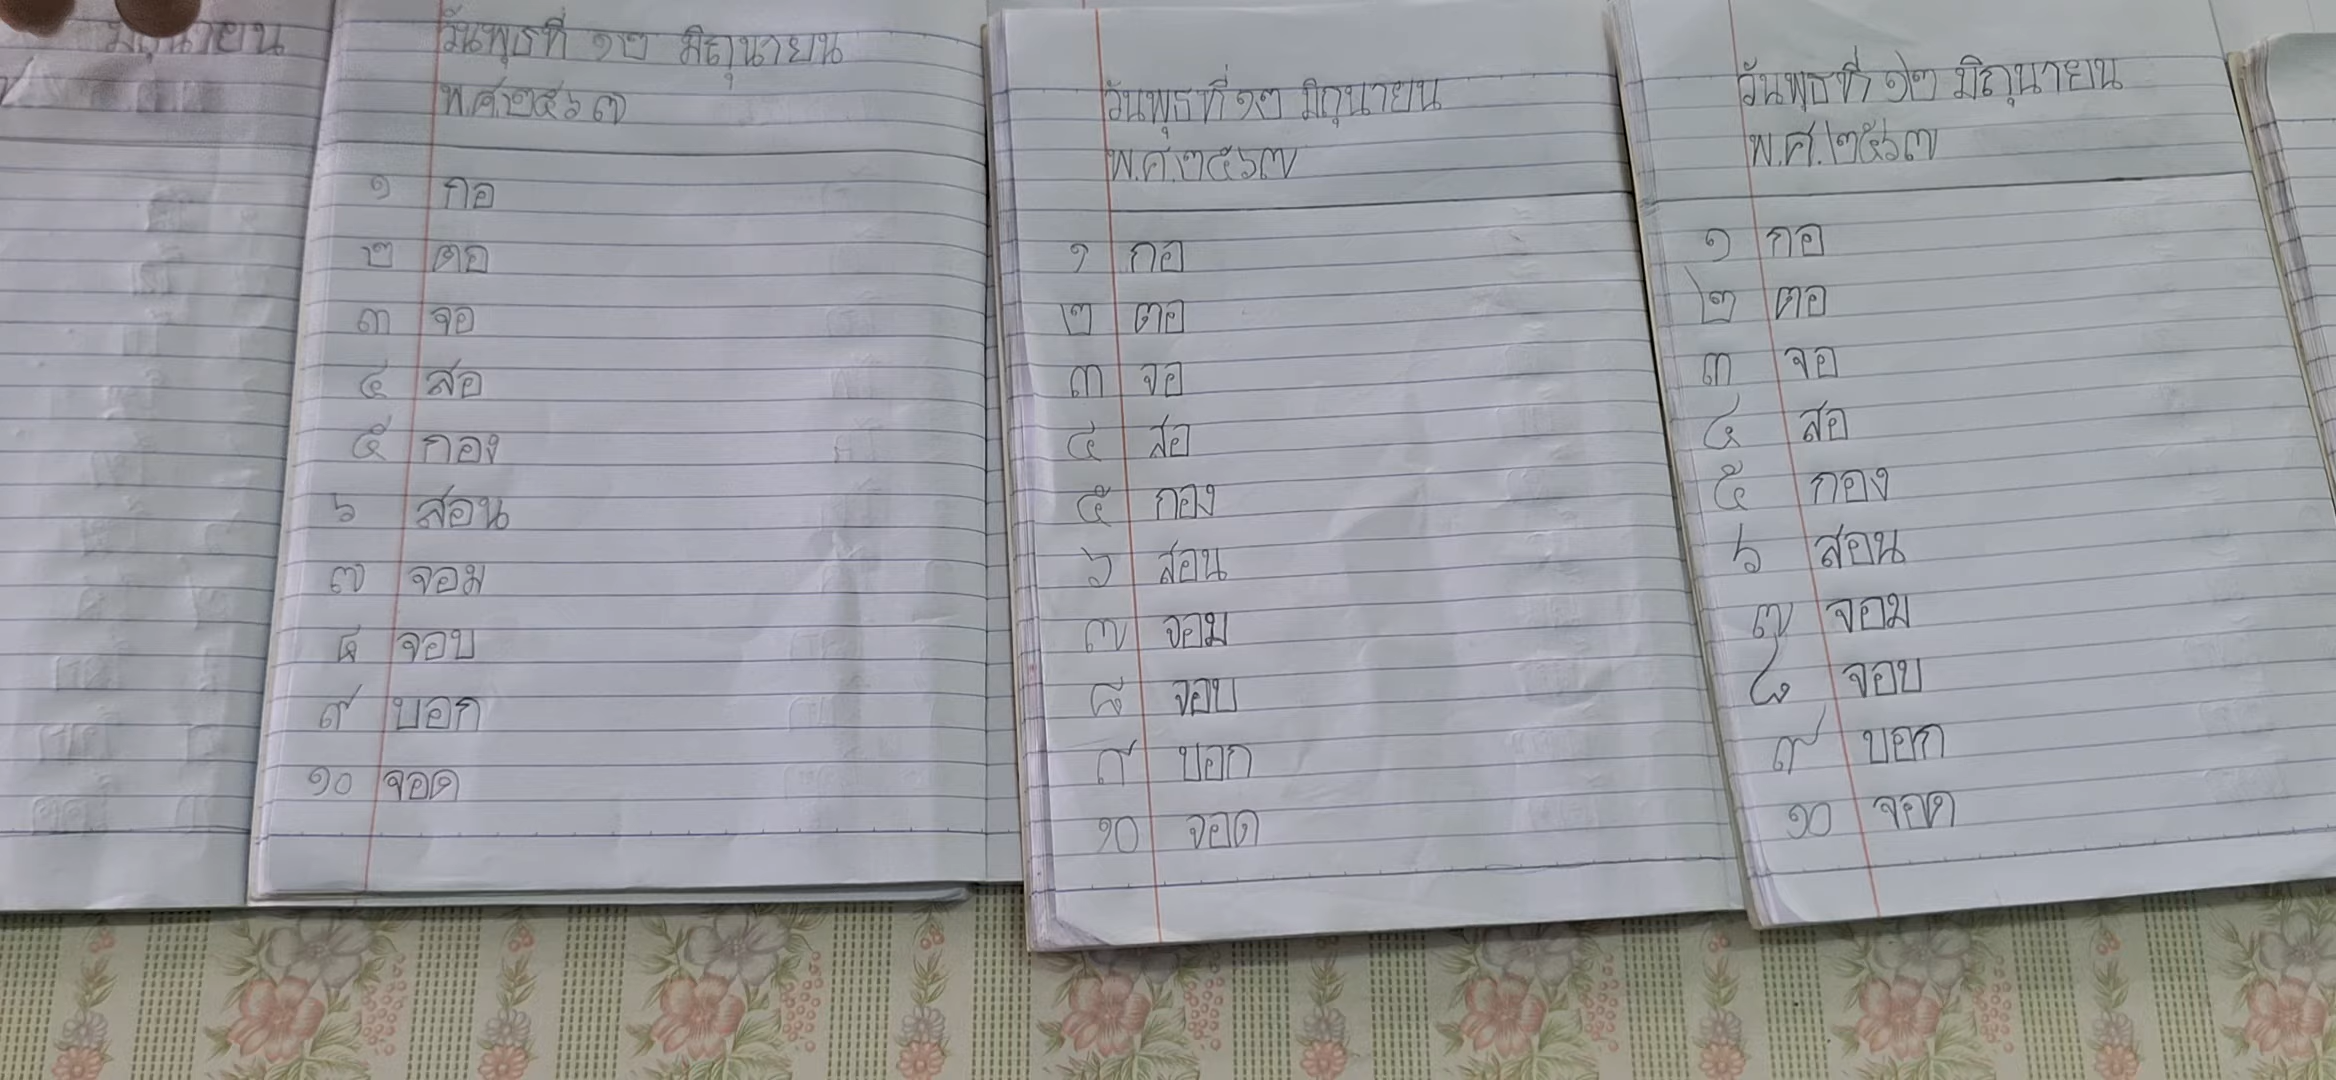 มิถุนายน
วันพุธที่ ๑๒ มิถุนายน
พ.ศ.๒๕๖๗
๑ กอ
๒ ตอ
๓ จอ
๔ สอ
๕ กอง
๖ สอน
๗ จอม
๘ จอบ
๙ บอก
๑๐ จอด
วันพุธที่ ๑๒ มิถุนายน
พ.ศ.๒๕๖๗
๑ กอ
๒ ตอ
๓ จอ
๔ สอ
๕ กอง
๖ สอน
๗ จอม
๘ จอบ
๙ บอก
๑๐ จอด
วันพุธที่ ๑๒ มิถุนายน
พ.ศ.๒๕๖๗
๑ กอ
๒ ตอ
๓ จอ
๔ สอ
๕ กอง
๖ สอน
๗ จอม
๘ จอบ
๙ บอก
๑๐ จอด